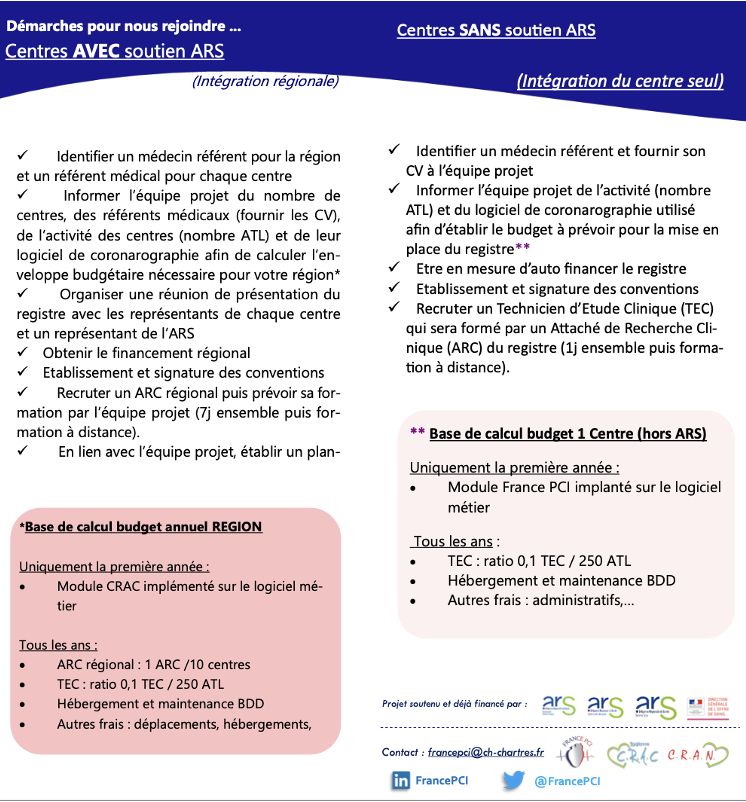 Démarches pour nous rejoindre ...
Centres AVEC soutien ARS
(Intégration régionale)
✓ Identifier un médecin référent pour la région
et un référent médical pour chaque centre
✓ Informer l’équipe projet du nombre de
centres, des référents médicaux (fournir les CV),
de l’activité des centres (nombre ATL) et de leur
logiciel de coronarographie afin de calculer l’en-
veloppe budgétaire nécessaire pour votre région*
✓ Organiser une réunion de présentation du
registre avec les représentants de chaque centre
et un représentant de l’ARS
✓ Obtenir le financement régional
✓ Etablissement et signature des conventions
✓ Recruter un ARC régional puis prévoir sa for-
mation par l’équipe projet (7j ensemble puis for-
mation à distance).
✓ En lien avec l’équipe projet, établir un plan-
*Base de calcul budget annuel REGION
Uniquement la première année :
• Module CRAC implémenté sur le logiciel mé-
tier
Tous les ans :
• ARC régional : 1 ARC /10 centres
• TEC : ratio 0,1 TEC / 250 ATL
• Hébergement et maintenance BDD
• Autres frais : déplacements, hébergements,
Centres SANS soutien ARS
(Intégration du centre seul)
✓ Identifier un médecin référent et fournir son
CV à l’équipe projet
✓ Informer l’équipe projet de l’activité (nombre
ATL) et du logiciel de coronarographie utilisé
afin d’établir le budget à prévoir pour la mise en
place du registre**
✓ Etre en mesure d’auto financer le registre
✓ Etablissement et signature des conventions
✓ Recruter un Technicien d’Etude Clinique (TEC)
qui sera formé par un Attaché de Recherche Cli-
nique (ARC) du registre (1j ensemble puis forma-
tion à distance).
** Base de calcul budget 1 Centre (hors ARS)
Uniquement la première année :
• Module France PCI implanté sur le logiciel
métier
Tous les ans :
• TEC : ratio 0,1 TEC / 250 ATL
• Hébergement et maintenance BDD
• Autres frais : administratifs,...
Projet soutenu et déjà financé par :
ars ars ars
DIRECTION
GÉNÉRALE
DE L’OFFRE
DE SOINS
Contact : francepci@ch-chartres.fr
FRANCE PCI
C.R.A.C
C.R.A.N.
in FrancePCI
@FrancePCI